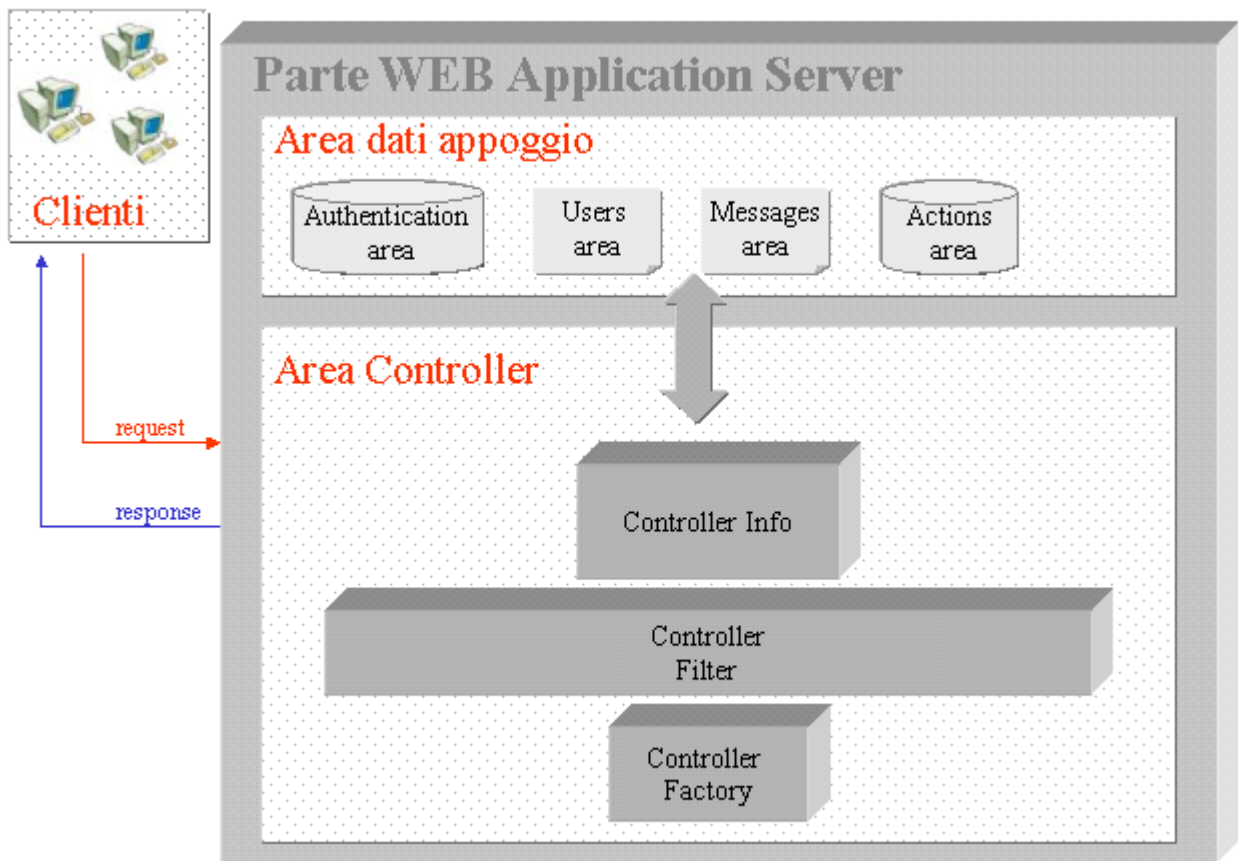 Parte WEB Application Server
Area dati appoggio
Clienti
Authentication
area
Users
area
Messages
area
Actions
area
Area Controller
request
response
Controller Info
Controller
Filter
Controller
Factory